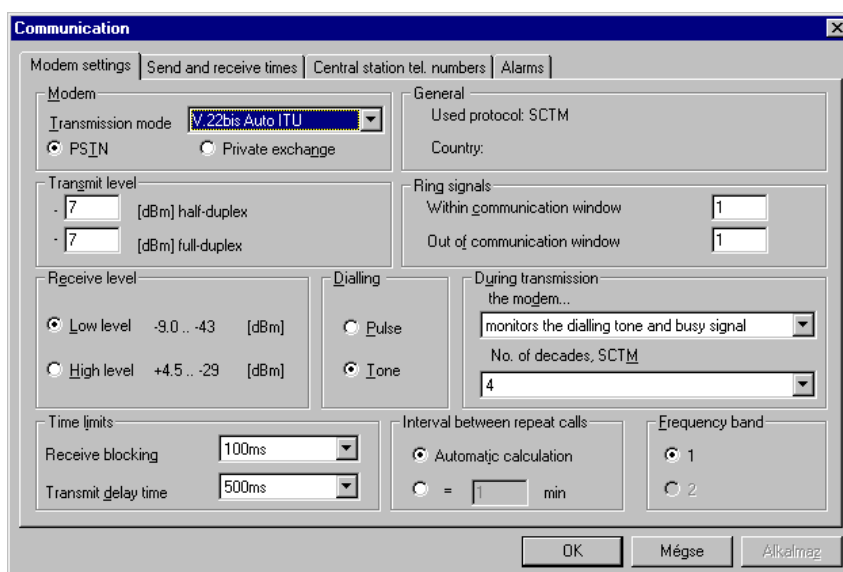 Communication
Modem settings Send and receive times Central station tel. numbers Alarms
Modem
Transmission mode V.22bis Auto ITU
PSTN Private exchange
General
Used protocol: SCTM
Country:
Transmit level
- 7 [dBm] half-duplex
- 7 [dBm] full-duplex
Ring signals
Within communication window 1
Out of communication window 1
Receive level
Low level -9.0 .. -43 [dBm]
High level +4.5 .. -29 [dBm]
Dialling
Pulse
Tone
During transmission
the modem...
monitors the dialling tone and busy signal
No. of decades, SCTM
4
Time limits
Receive blocking 100ms
Transmit delay time 500ms
Interval between repeat calls
Automatic calculation
= 1 min
Frequency band
1
2
OK Mégse Alkalmaz